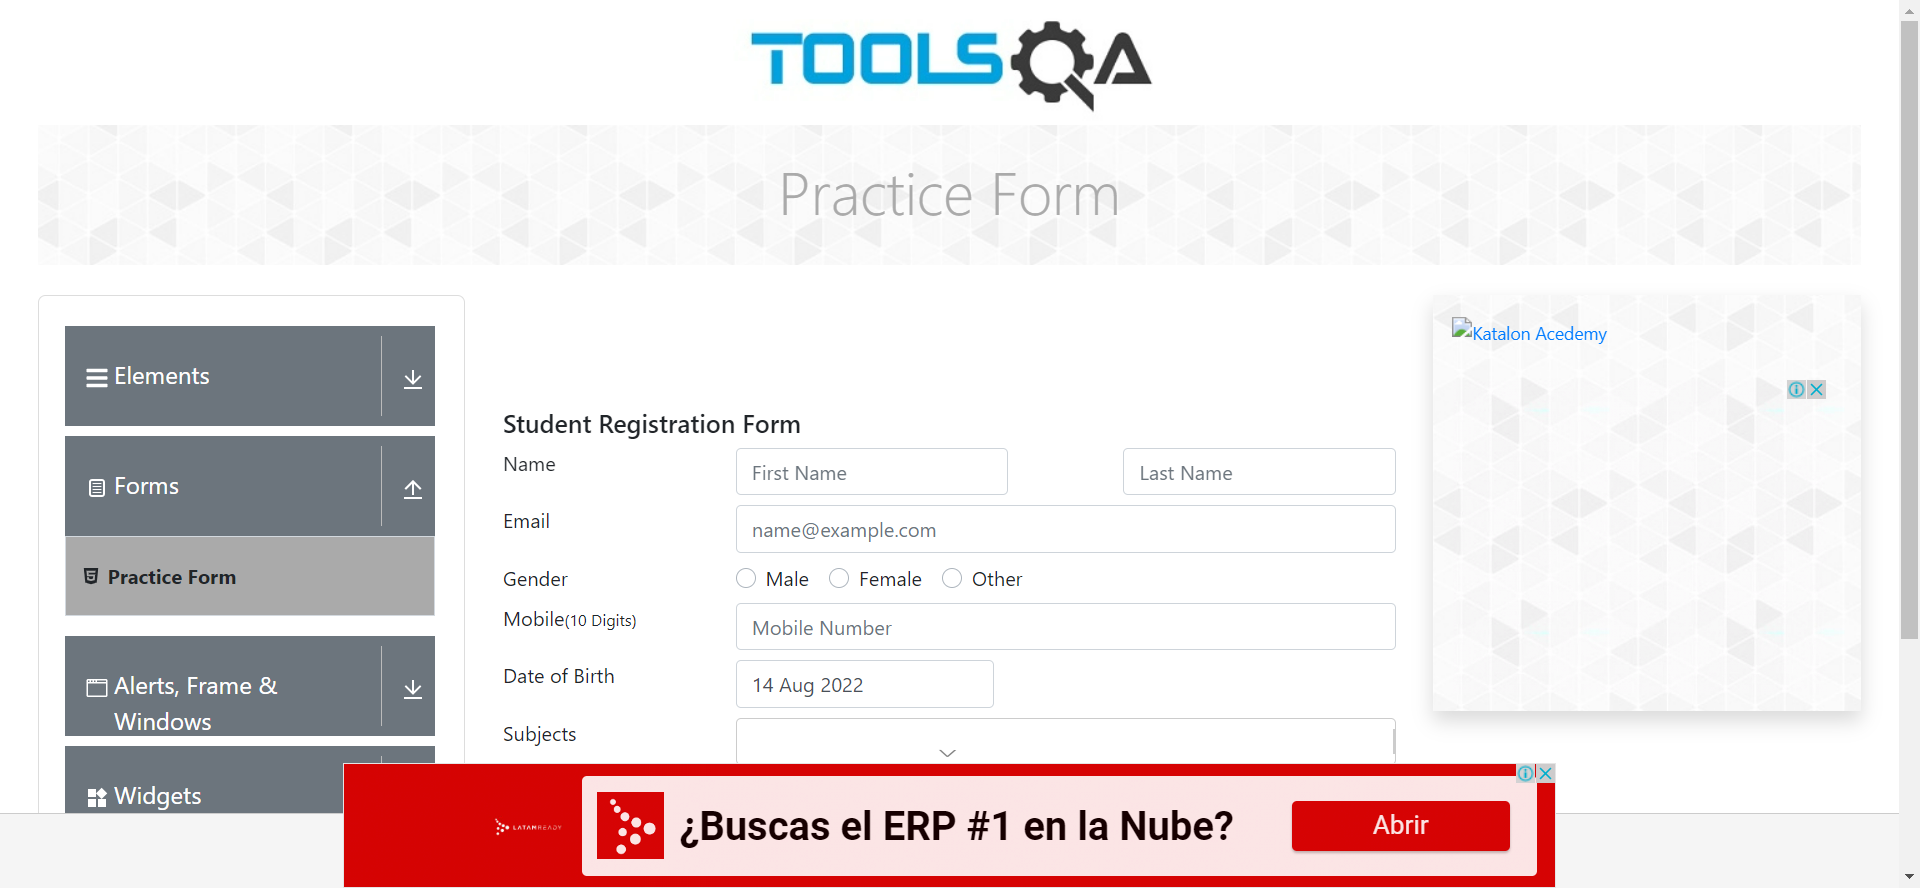 TOOLSQA
Practice Form
Elements
Forms
Practice Form
Alerts, Frame &
Windows
Widgets
Student Registration Form
Name
First Name
Last Name
Email
name@example.com
Gender
Male
Female
Other
Mobile(10 Digits)
Mobile Number
Date of Birth
14 Aug 2022
Subjects
Katalon Acedemy
LATAMREADY
¿Buscas el ERP #1 en la Nube?
Abrir